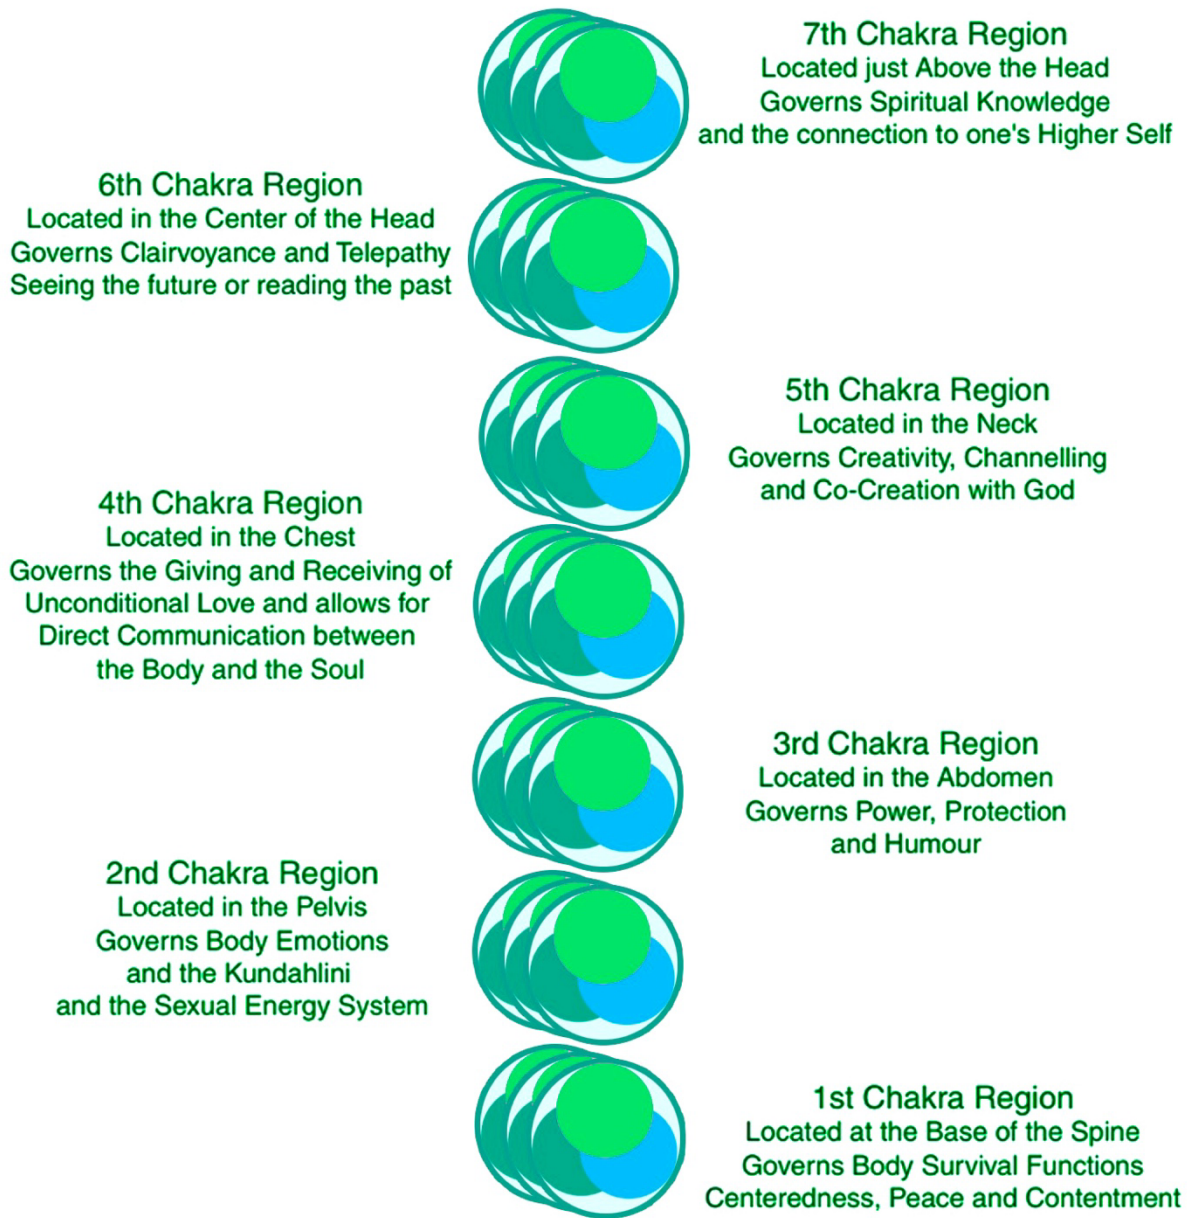 7th Chakra Region
Located just Above the Head
Governs Spiritual Knowledge
and the connection to one's Higher Self
6th Chakra Region
Located in the Center of the Head
Governs Clairvoyance and Telepathy
Seeing the future or reading the past
5th Chakra Region
Located in the Neck
Governs Creativity, Channelling
and Co-Creation with God
4th Chakra Region
Located in the Chest
Governs the Giving and Receiving of
Unconditional Love and allows for
Direct Communication between
the Body and the Soul
3rd Chakra Region
Located in the Abdomen
Governs Power, Protection
and Humour
2nd Chakra Region
Located in the Pelvis
Governs Body Emotions
and the Kundahlini
and the Sexual Energy System
1st Chakra Region
Located at the Base of the Spine
Governs Body Survival Functions
Centeredness, Peace and Contentment